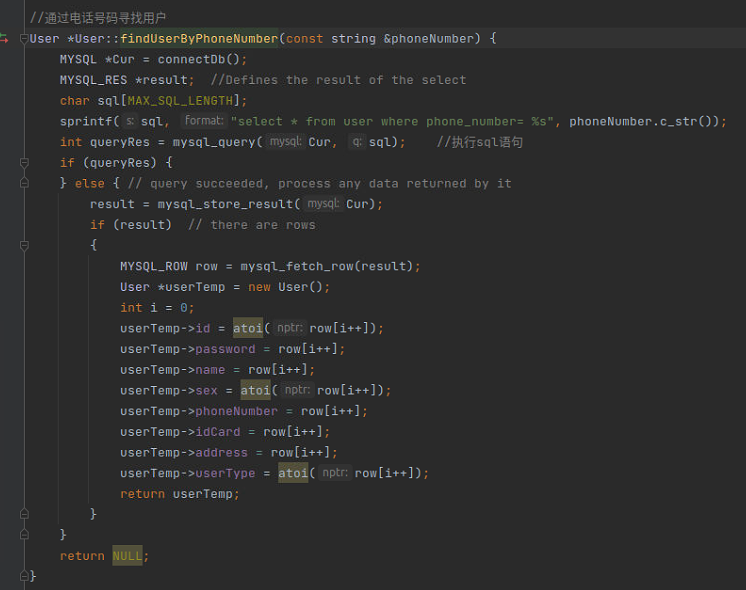 //通过电话号码寻找用户
User *User::findUserByPhoneNumber(const string &phoneNumber) {
    MYSQL *Cur = connectDb();
    MYSQL_RES *result;  //Defines the result of the select
    char sql[MAX_SQL_LENGTH];
    sprintf( s: sql,  format: "select * from user where phone_number= %s", phoneNumber.c_str());
    int queryRes = mysql_query( mysql: Cur,  q: sql);    //执行sql语句
    if (queryRes) {
    } else { // query succeeded, process any data returned by it
        result = mysql_store_result( mysql: Cur);
        if (result)  // there are rows
        {
            MYSQL_ROW row = mysql_fetch_row(result);
            User *userTemp = new User();
            int i = 0;
            userTemp->id = atoi( nptr: row[i++]);
            userTemp->password = row[i++];
            userTemp->name = row[i++];
            userTemp->sex = atoi( nptr: row[i++]);
            userTemp->phoneNumber = row[i++];
            userTemp->idCard = row[i++];
            userTemp->address = row[i++];
            userTemp->userType = atoi( nptr: row[i++]);
            return userTemp;
        }
    }
    return NULL;
}